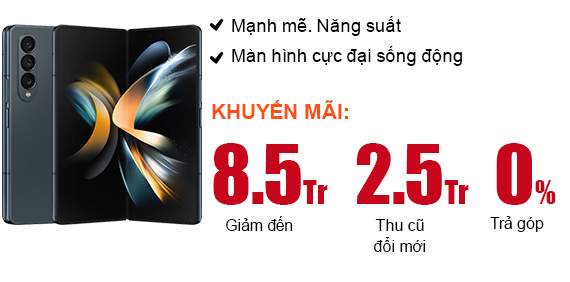 Mạnh mẽ. Năng suất
Màn hình cực đại sống động
KHUYẾN MÃI:
8.5Tr
Giảm đến
2.5Tr
Thu cũ
đổi mới
0%
Trả góp